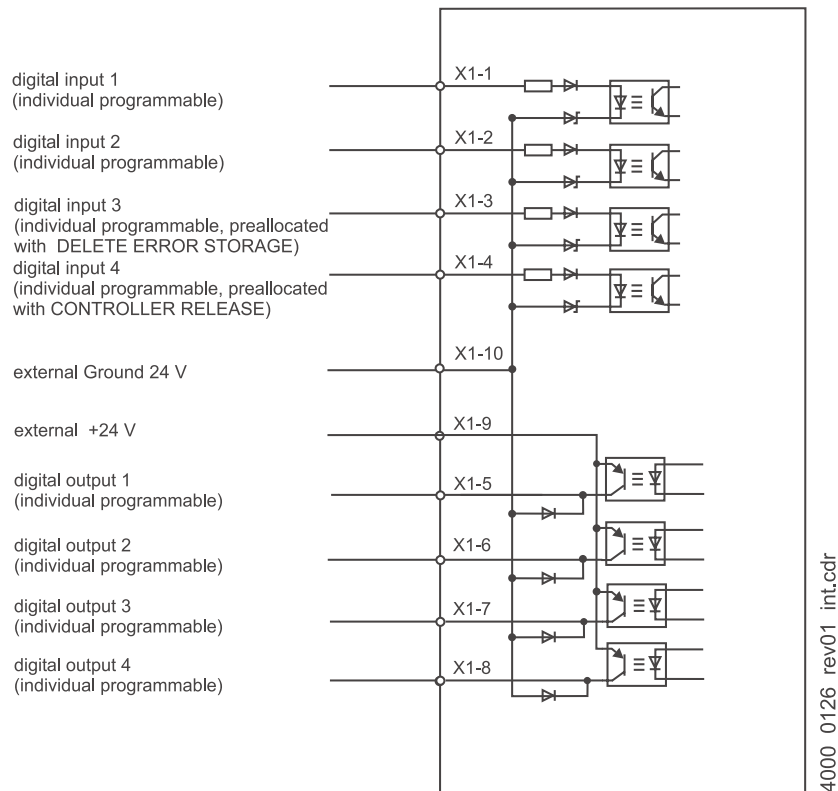 digital input 1
X1-1
(individual programmable)
digital input 2
X1-2
(individual programmable)
digital input 3
X1-3
(individual programmable, preallocated
with DELETE ERROR STORAGE)
digital input 4
X1-4
(individual programmable, preallocated
with CONTROLLER RELEASE)
X1-10
external Ground 24 V
X1-9
external +24 V
digital output 1
X1-5
(individual programmable)
digital output 2
X1-6
(individual programmable)
digital output 3
X1-7
(individual programmable)
digital output 4
X1-8
(individual programmable)
4000 0126 rev01 int.cdr